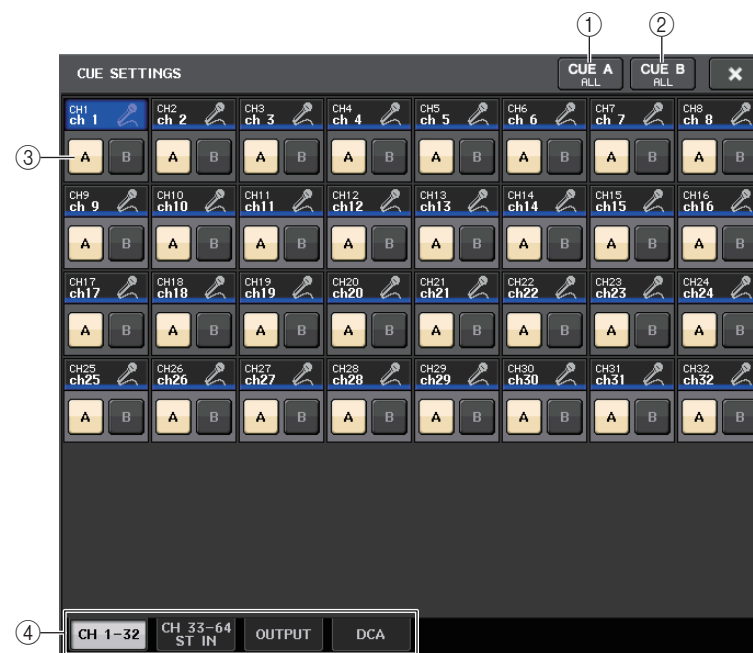 ① ②
CUE SETTINGS CUE A ALL CUE B ALL ×
CH1 CH2 CH3 CH4 CH5 CH6 CH7 CH8
ch 1 ch 2 ch 3 ch 4 ch 5 ch 6 ch 7 ch 8
③ A B A B A B A B A B A B A B A B
CH9 CH10 CH11 CH12 CH13 CH14 CH15 CH16
ch 9 ch10 ch11 ch12 ch13 ch14 ch15 ch16
A B A B A B A B A B A B A B A B
CH17 CH18 CH19 CH20 CH21 CH22 CH23 CH24
ch17 ch18 ch19 ch20 ch21 ch22 ch23 ch24
A B A B A B A B A B A B A B A B
CH25 CH26 CH27 CH28 CH29 CH30 CH31 CH32
ch25 ch26 ch27 ch28 ch29 ch30 ch31 ch32
A B A B A B A B A B A B A B A B
④ CH 1-32 CH 33-64 ST IN OUTPUT DCA